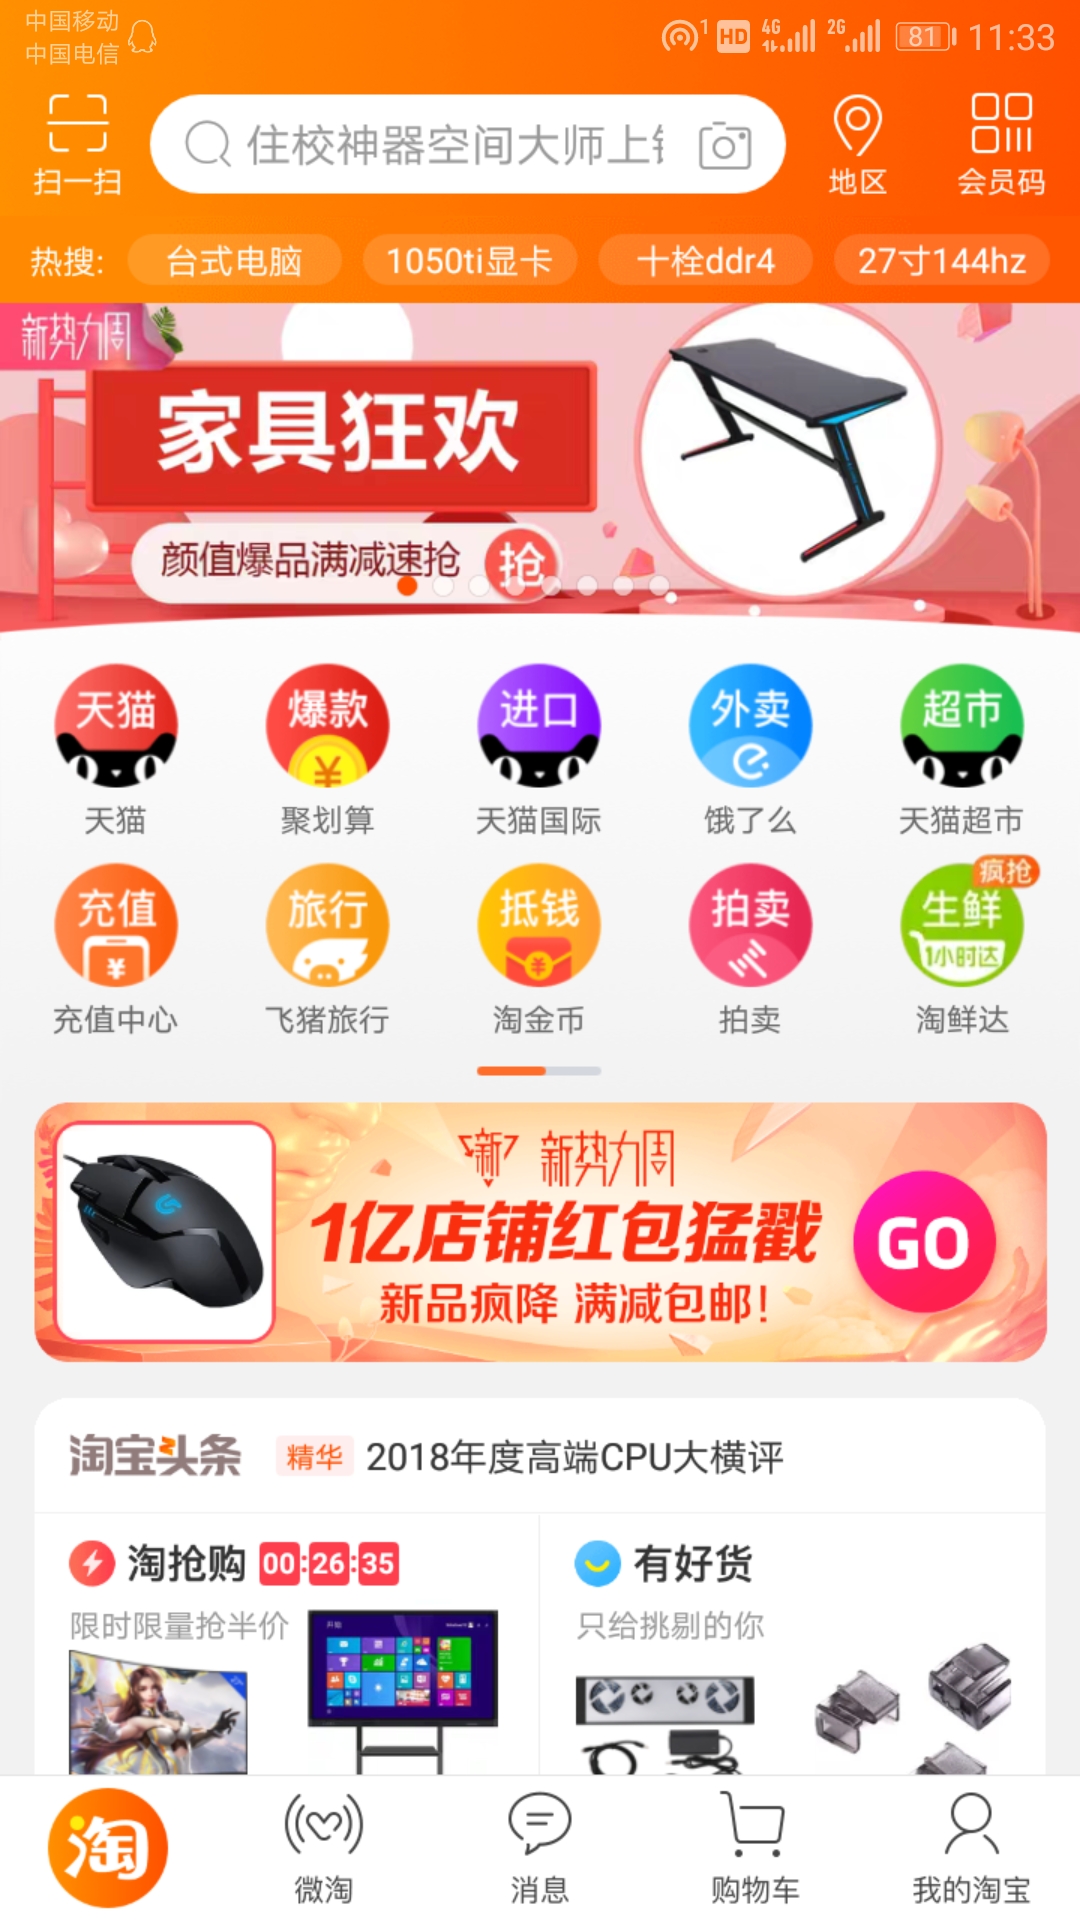 中国移动
中国电信
1 HD 4G 2G 81 11:33
扫一扫
住校神器空间大师上
地区
会员码
热搜: 台式电脑 1050ti显卡 十栓ddr4 27寸144hz
新势力周
家具狂欢
颜值爆品满减速抢 抢
天猫 爆款 进口 外卖 超市
天猫 聚划算 天猫国际 饿了么 天猫超市
疯抢
充值 旅行 抵钱 拍卖 生鲜
1小时达
充值中心 飞猪旅行 淘金币 拍卖 淘鲜达
新 新势力周
1亿店铺红包猛戳
GO
新品疯降 满减包邮!
淘宝头条 精华 2018年度高端CPU大横评
淘抢购 00:26:35
限时限量抢半价
有好货
只给挑剔的你
开始
淘
微淘 消息 购物车 我的淘宝